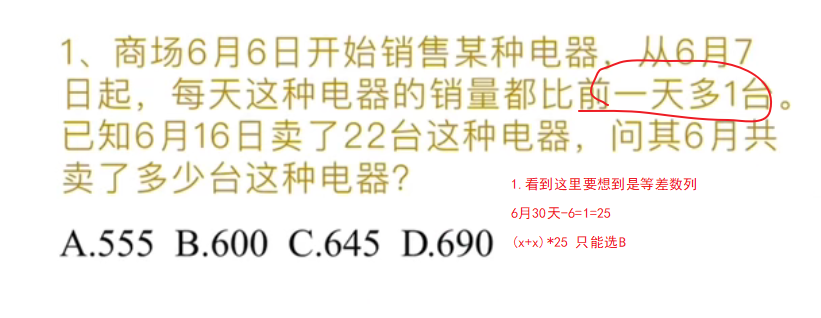 1、商场6月6日开始销售某种电器，从6月7
日起，每天这种电器的销量都比前一天多1台。
已知6月16日卖了22台这种电器，问其6月共
卖了多少台这种电器？
1.看到这里要想到是等差数列
6月30天-6=1=25
A.555 B.600 C.645 D.690
(x+x)*25 只能选B